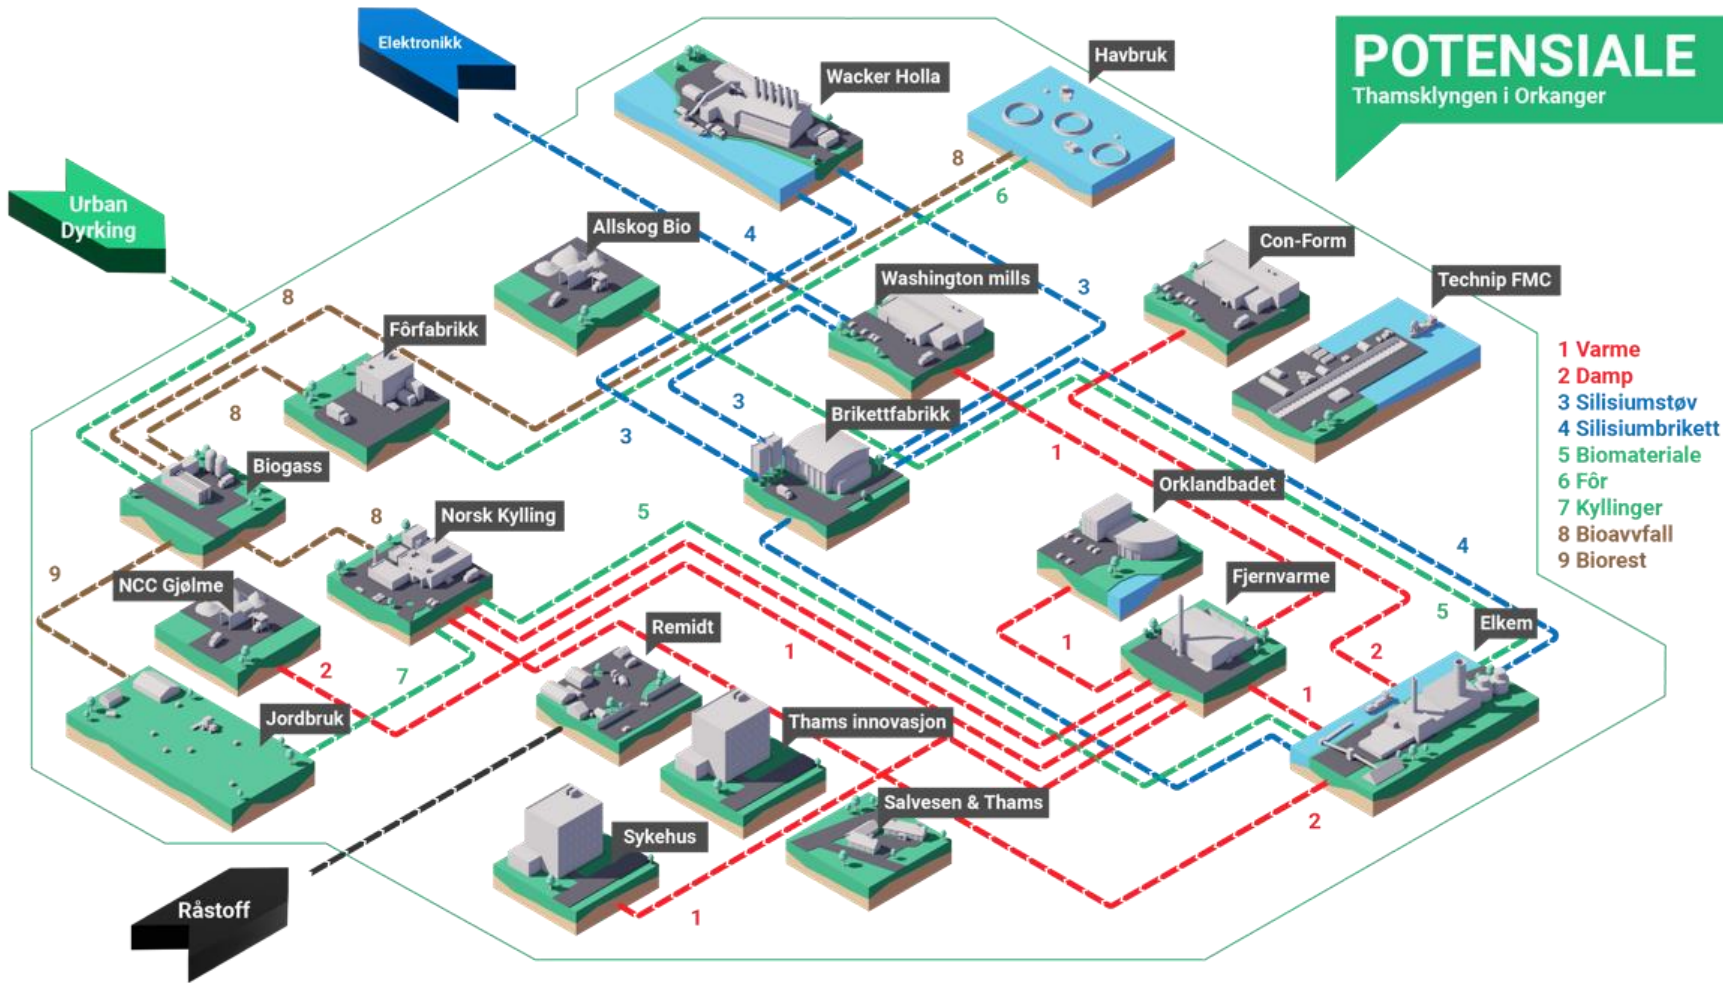 POTENSIALE
Thamsklyngen i Orkanger
Elektronikk
Wacker Holla
Havbruk
8
6
Urban
Dyrking
Allskog Bio
4
Washington mills
Con-Form
Technip FMC
3
8
Fôrfabrikk
1 Varme
2 Damp
3 Silisiumstøv
4 Silisiumbrikett
5 Biomateriale
6 Fôr
7 Kyllinger
8 Bioavvfall
9 Biorest
8
3
Brikettfabrikk
3
1
Biogass
Orklandbadet
Norsk Kylling
8
5
4
9
NCC Gjølme
Fjernvarme
Remidt
5
Elkem
1
1
2
2
7
1
Jordbruk
Thams innovasjon
Salvesen & Thams
2
Sykehus
Råstoff
1